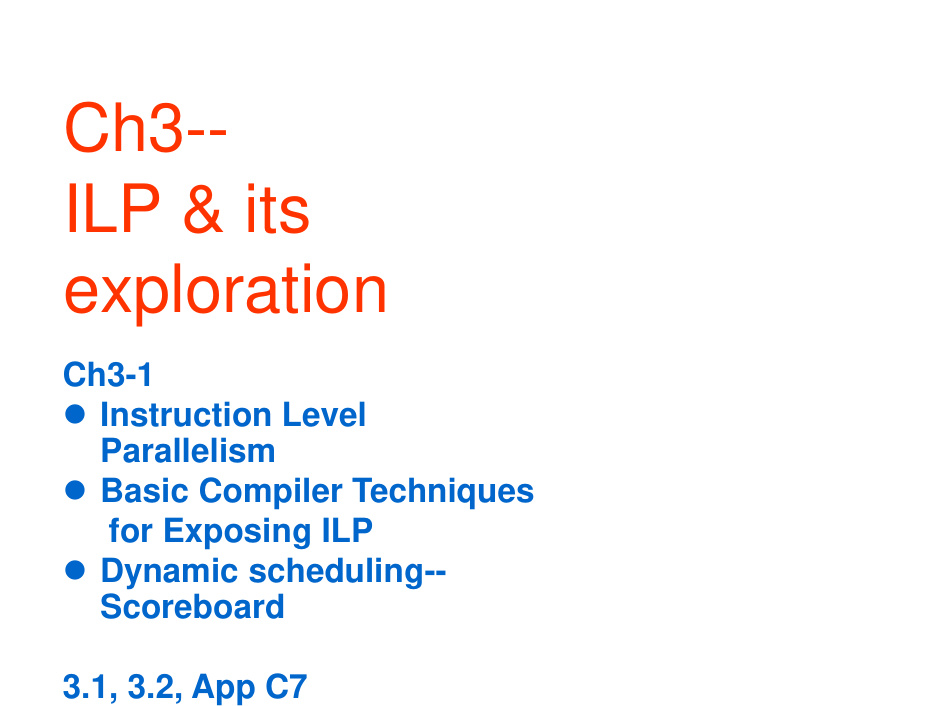 Ch3--
ILP & its
exploration
Ch3-1
● Instruction Level
Parallelism
● Basic Compiler Techniques
for Exposing ILP
● Dynamic scheduling--
Scoreboard
3.1, 3.2, App C7